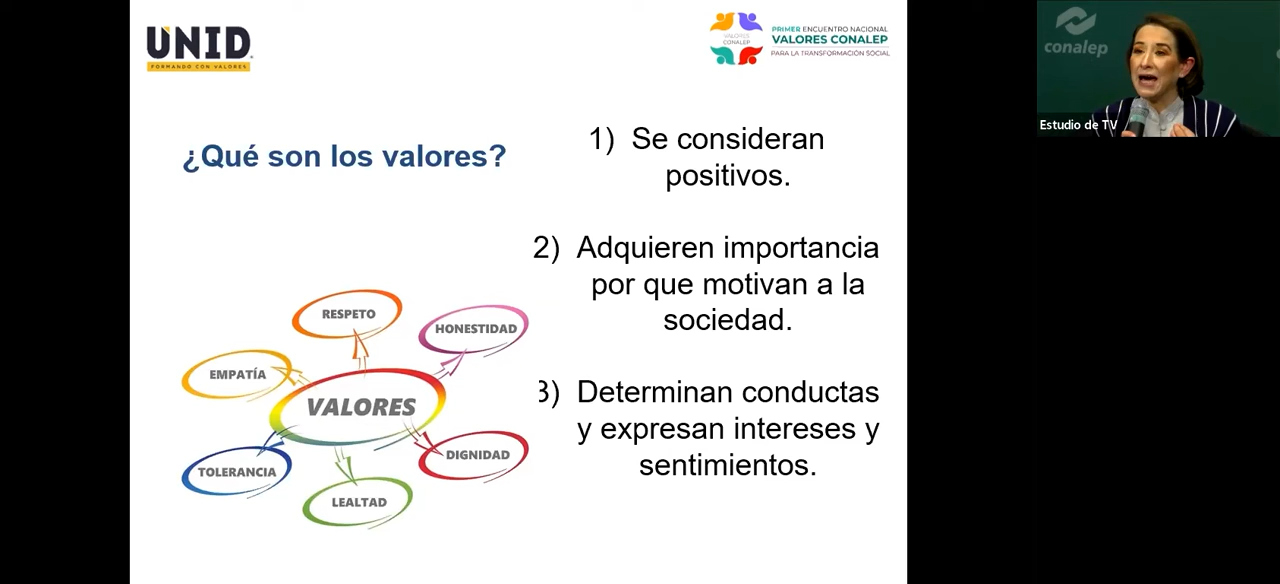 UNID
FORMANDO CON VALORES
VALORES
CONALEP
PRIMER ENCUENTRO NACIONAL
VALORES CONALEP
PARA LA TRANSFORMACIÓN SOCIAL
conalep
Estudio de TV
¿Qué son los valores?
1) Se consideran
positivos.
2) Adquieren importancia
por que motivan a la
sociedad.
3) Determinan conductas
y expresan intereses y
sentimientos.
RESPETO
HONESTIDAD
EMPATÍA
VALORES
TOLERANCIA
DIGNIDAD
LEALTAD